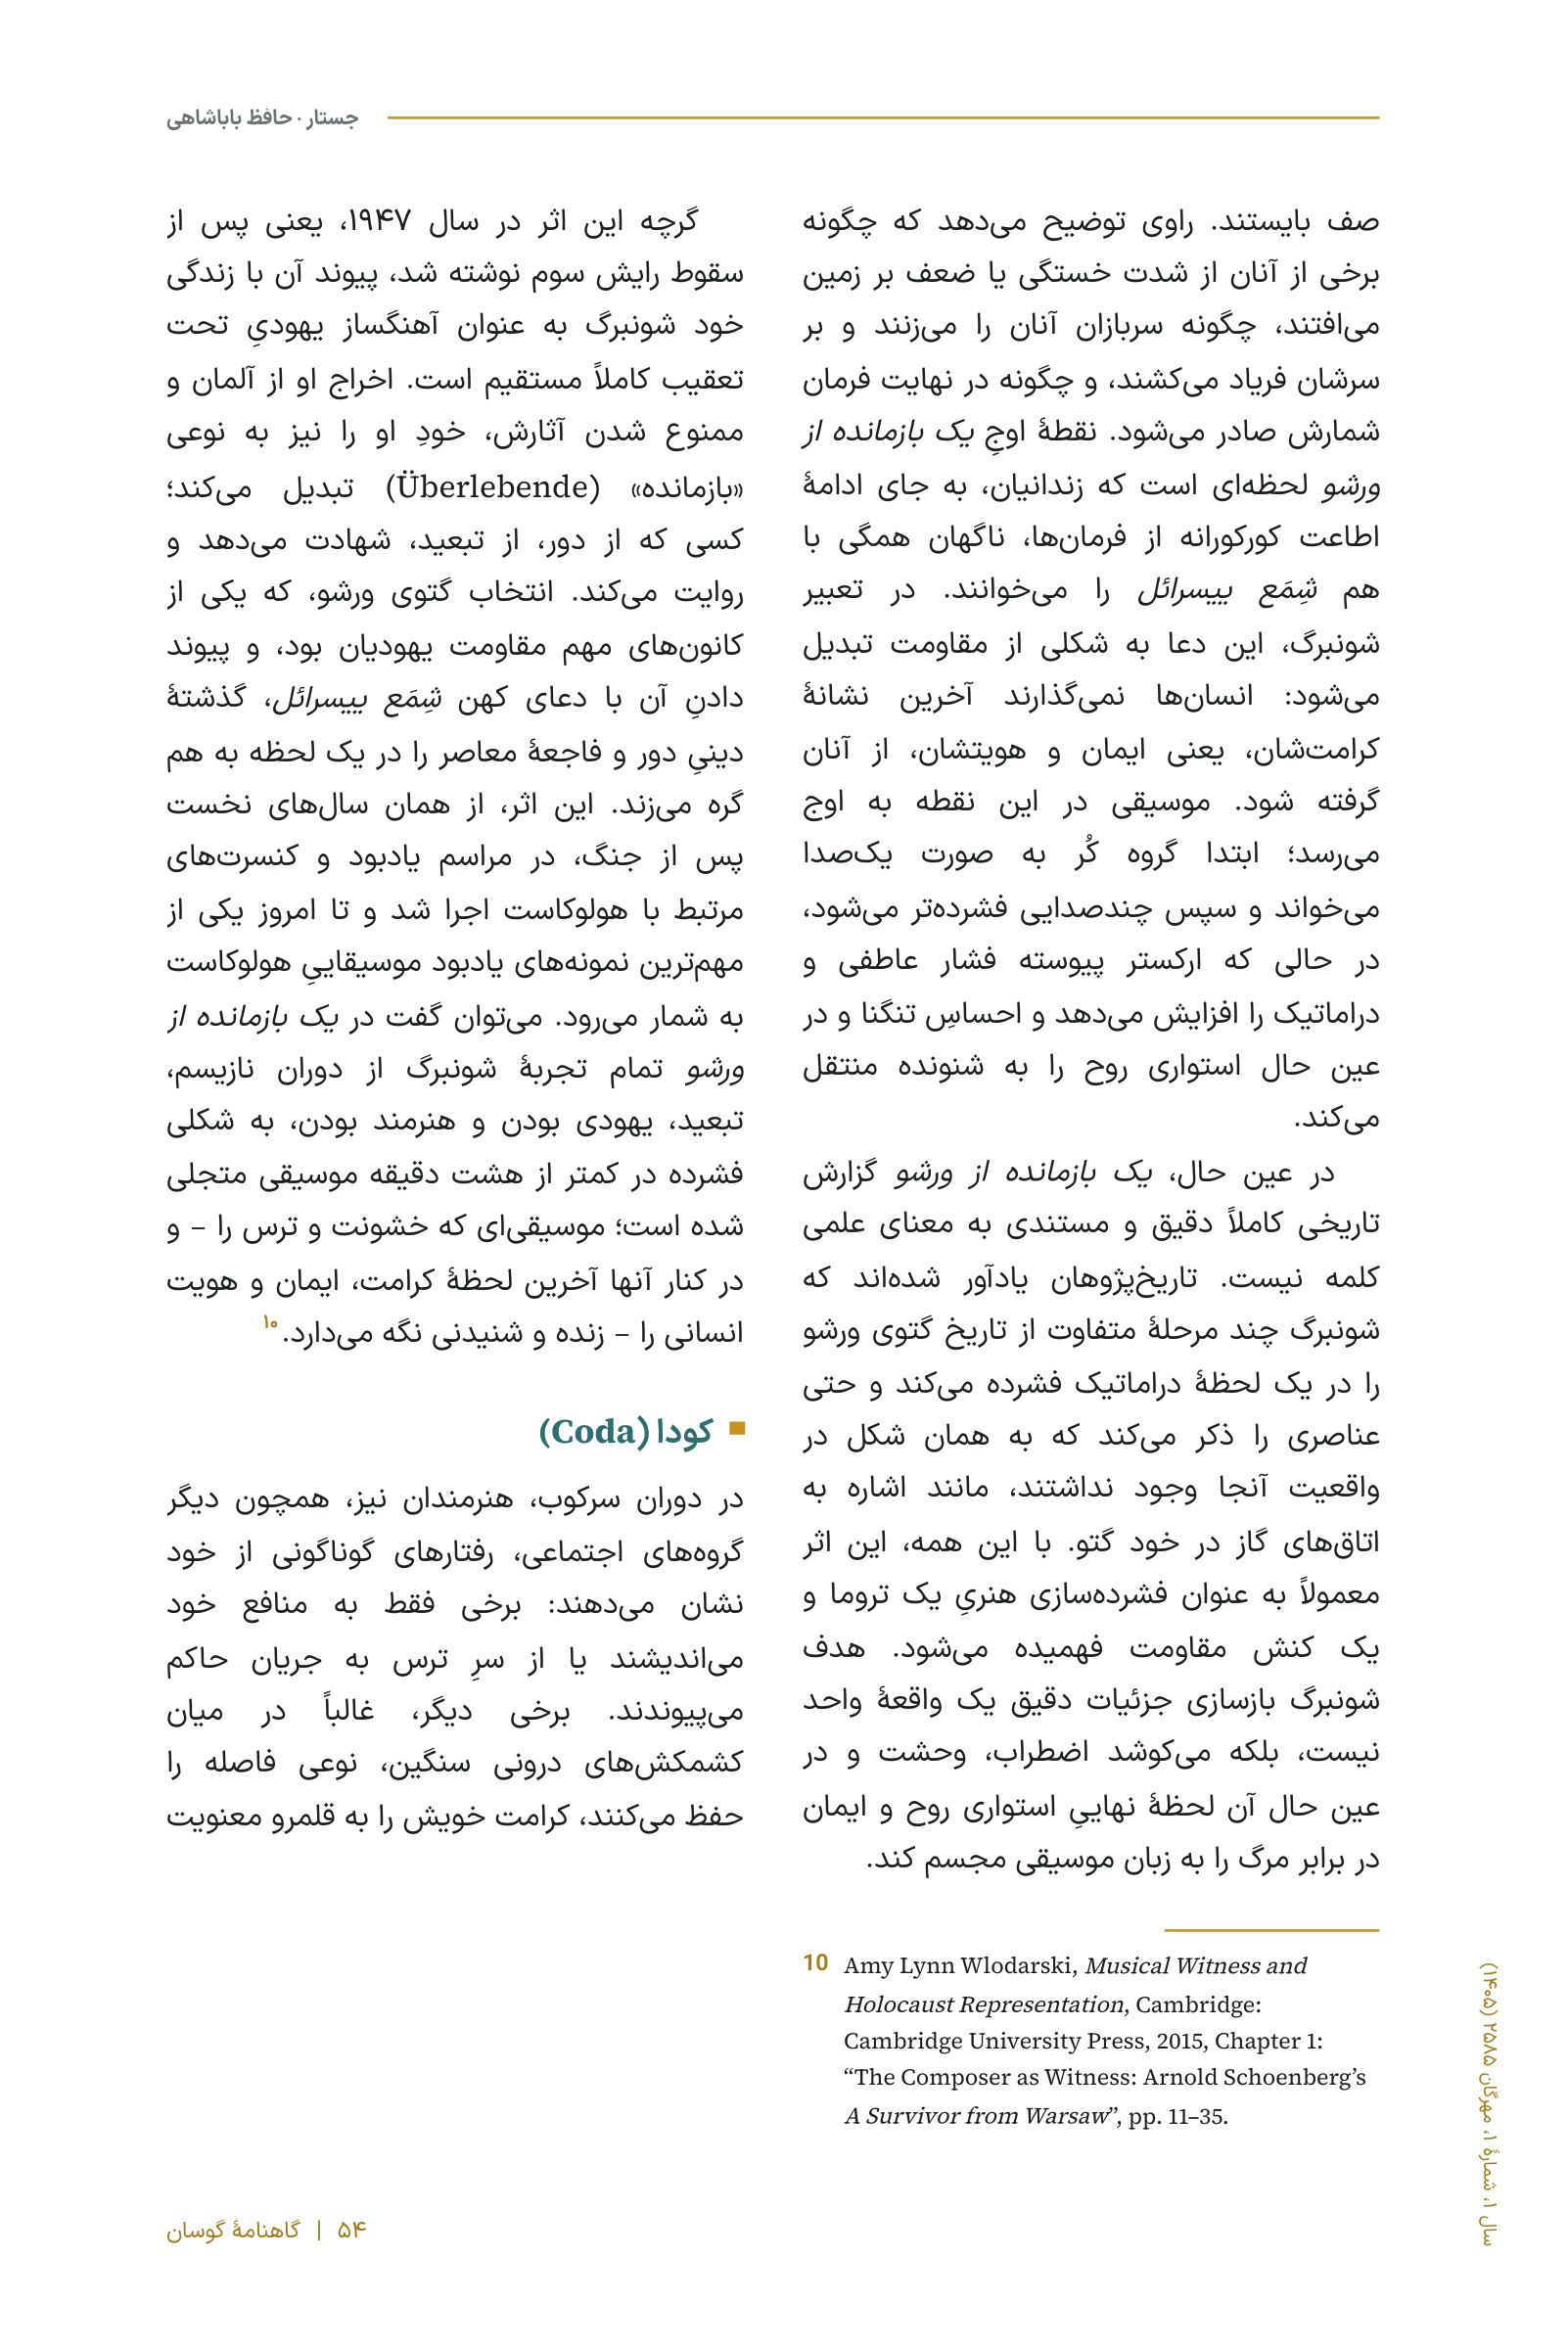 جستار · حافظ باباشاهی
صف بایستند. راوی توضیح می‌دهد که چگونه
برخی از آنان از شدت خستگی یا ضعف بر زمین
می‌افتند، چگونه سربازان آنان را می‌زنند و بر
سرشان فریاد می‌کشند، و چگونه در نهایت فرمان
شمارش صادر می‌شود. نقطهٔ اوجِ یک بازمانده از
ورشو لحظه‌ای است که زندانیان، به جای ادامهٔ
اطاعت کورکورانه از فرمان‌ها، ناگهان همگی با
هم شِمَع ییسرائل را می‌خوانند. در تعبیر
شونبرگ، این دعا به شکلی از مقاومت تبدیل
می‌شود: انسان‌ها نمی‌گذارند آخرین نشانهٔ
کرامت‌شان، یعنی ایمان و هویتشان، از آنان
گرفته شود. موسیقی در این نقطه به اوج
می‌رسد؛ ابتدا گروه کُر به صورت یک‌صدا
می‌خواند و سپس چندصدایی فشرده‌تر می‌شود،
در حالی که ارکستر پیوسته فشار عاطفی و
دراماتیک را افزایش می‌دهد و احساسِ تنگنا و در
عین حال استواری روح را به شنونده منتقل
می‌کند.
در عین حال، یک بازمانده از ورشو گزارش
تاریخی کاملاً دقیق و مستندی به معنای علمی
کلمه نیست. تاریخ‌پژوهان یادآور شده‌اند که
شونبرگ چند مرحلهٔ متفاوت از تاریخ گتوی ورشو
را در یک لحظهٔ دراماتیک فشرده می‌کند و حتی
عناصری را ذکر می‌کند که به همان شکل در
واقعیت آنجا وجود نداشتند، مانند اشاره به
اتاق‌های گاز در خود گتو. با این همه، این اثر
معمولاً به عنوان فشرده‌سازی هنریِ یک تروما و
یک کنش مقاومت فهمیده می‌شود. هدف
شونبرگ بازسازی جزئیات دقیق یک واقعهٔ واحد
نیست، بلکه می‌کوشد اضطراب، وحشت و در
عین حال آن لحظهٔ نهاییِ استواری روح و ایمان
در برابر مرگ را به زبان موسیقی مجسم کند.
گرچه این اثر در سال ۱۹۴۷، یعنی پس از
سقوط رایش سوم نوشته شد، پیوند آن با زندگی
خود شونبرگ به عنوان آهنگساز یهودیِ تحت
تعقیب کاملاً مستقیم است. اخراج او از آلمان و
ممنوع شدن آثارش، خودِ او را نیز به نوعی
«بازمانده» (Überlebende) تبدیل می‌کند؛
کسی که از دور، از تبعید، شهادت می‌دهد و
روایت می‌کند. انتخاب گتوی ورشو، که یکی از
کانون‌های مهم مقاومت یهودیان بود، و پیوند
دادنِ آن با دعای کهن شِمَع ییسرائل، گذشتهٔ
دینیِ دور و فاجعهٔ معاصر را در یک لحظه به هم
گره می‌زند. این اثر، از همان سال‌های نخست
پس از جنگ، در مراسم یادبود و کنسرت‌های
مرتبط با هولوکاست اجرا شد و تا امروز یکی از
مهم‌ترین نمونه‌های یادبود موسیقاییِ هولوکاست
به شمار می‌رود. می‌توان گفت در یک بازمانده از
ورشو تمام تجربهٔ شونبرگ از دوران نازیسم،
تبعید، یهودی بودن و هنرمند بودن، به شکلی
فشرده در کمتر از هشت دقیقه موسیقی متجلی
شده است؛ موسیقی‌ای که خشونت و ترس را – و
در کنار آنها آخرین لحظهٔ کرامت، ایمان و هویت
انسانی را – زنده و شنیدنی نگه می‌دارد.۱۰
کودا (Coda)
در دوران سرکوب، هنرمندان نیز، همچون دیگر
گروه‌های اجتماعی، رفتارهای گوناگونی از خود
نشان می‌دهند: برخی فقط به منافع خود
می‌اندیشند یا از سرِ ترس به جریان حاکم
می‌پیوندند. برخی دیگر، غالباً در میان
کشمکش‌های درونی سنگین، نوعی فاصله را
حفظ می‌کنند، کرامت خویش را به قلمرو معنویت
10 Amy Lynn Wlodarski, Musical Witness and
Holocaust Representation, Cambridge:
Cambridge University Press, 2015, Chapter 1:
“The Composer as Witness: Arnold Schoenberg’s
A Survivor from Warsaw”, pp. 11–35.
سال ۱، شمارهٔ ۱، مهرگان ۲۵۸۵ (۱۴۰۵)
۵۴ | گاهنامهٔ گوسان